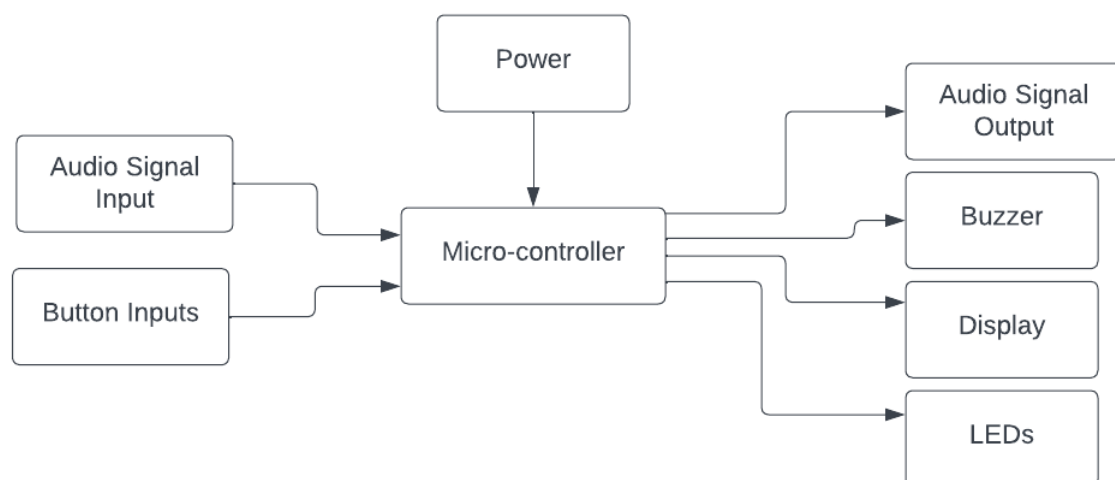 Power
Audio Signal
Output
Audio Signal
Input
Buzzer
Micro-controller
Button Inputs
Display
LEDs